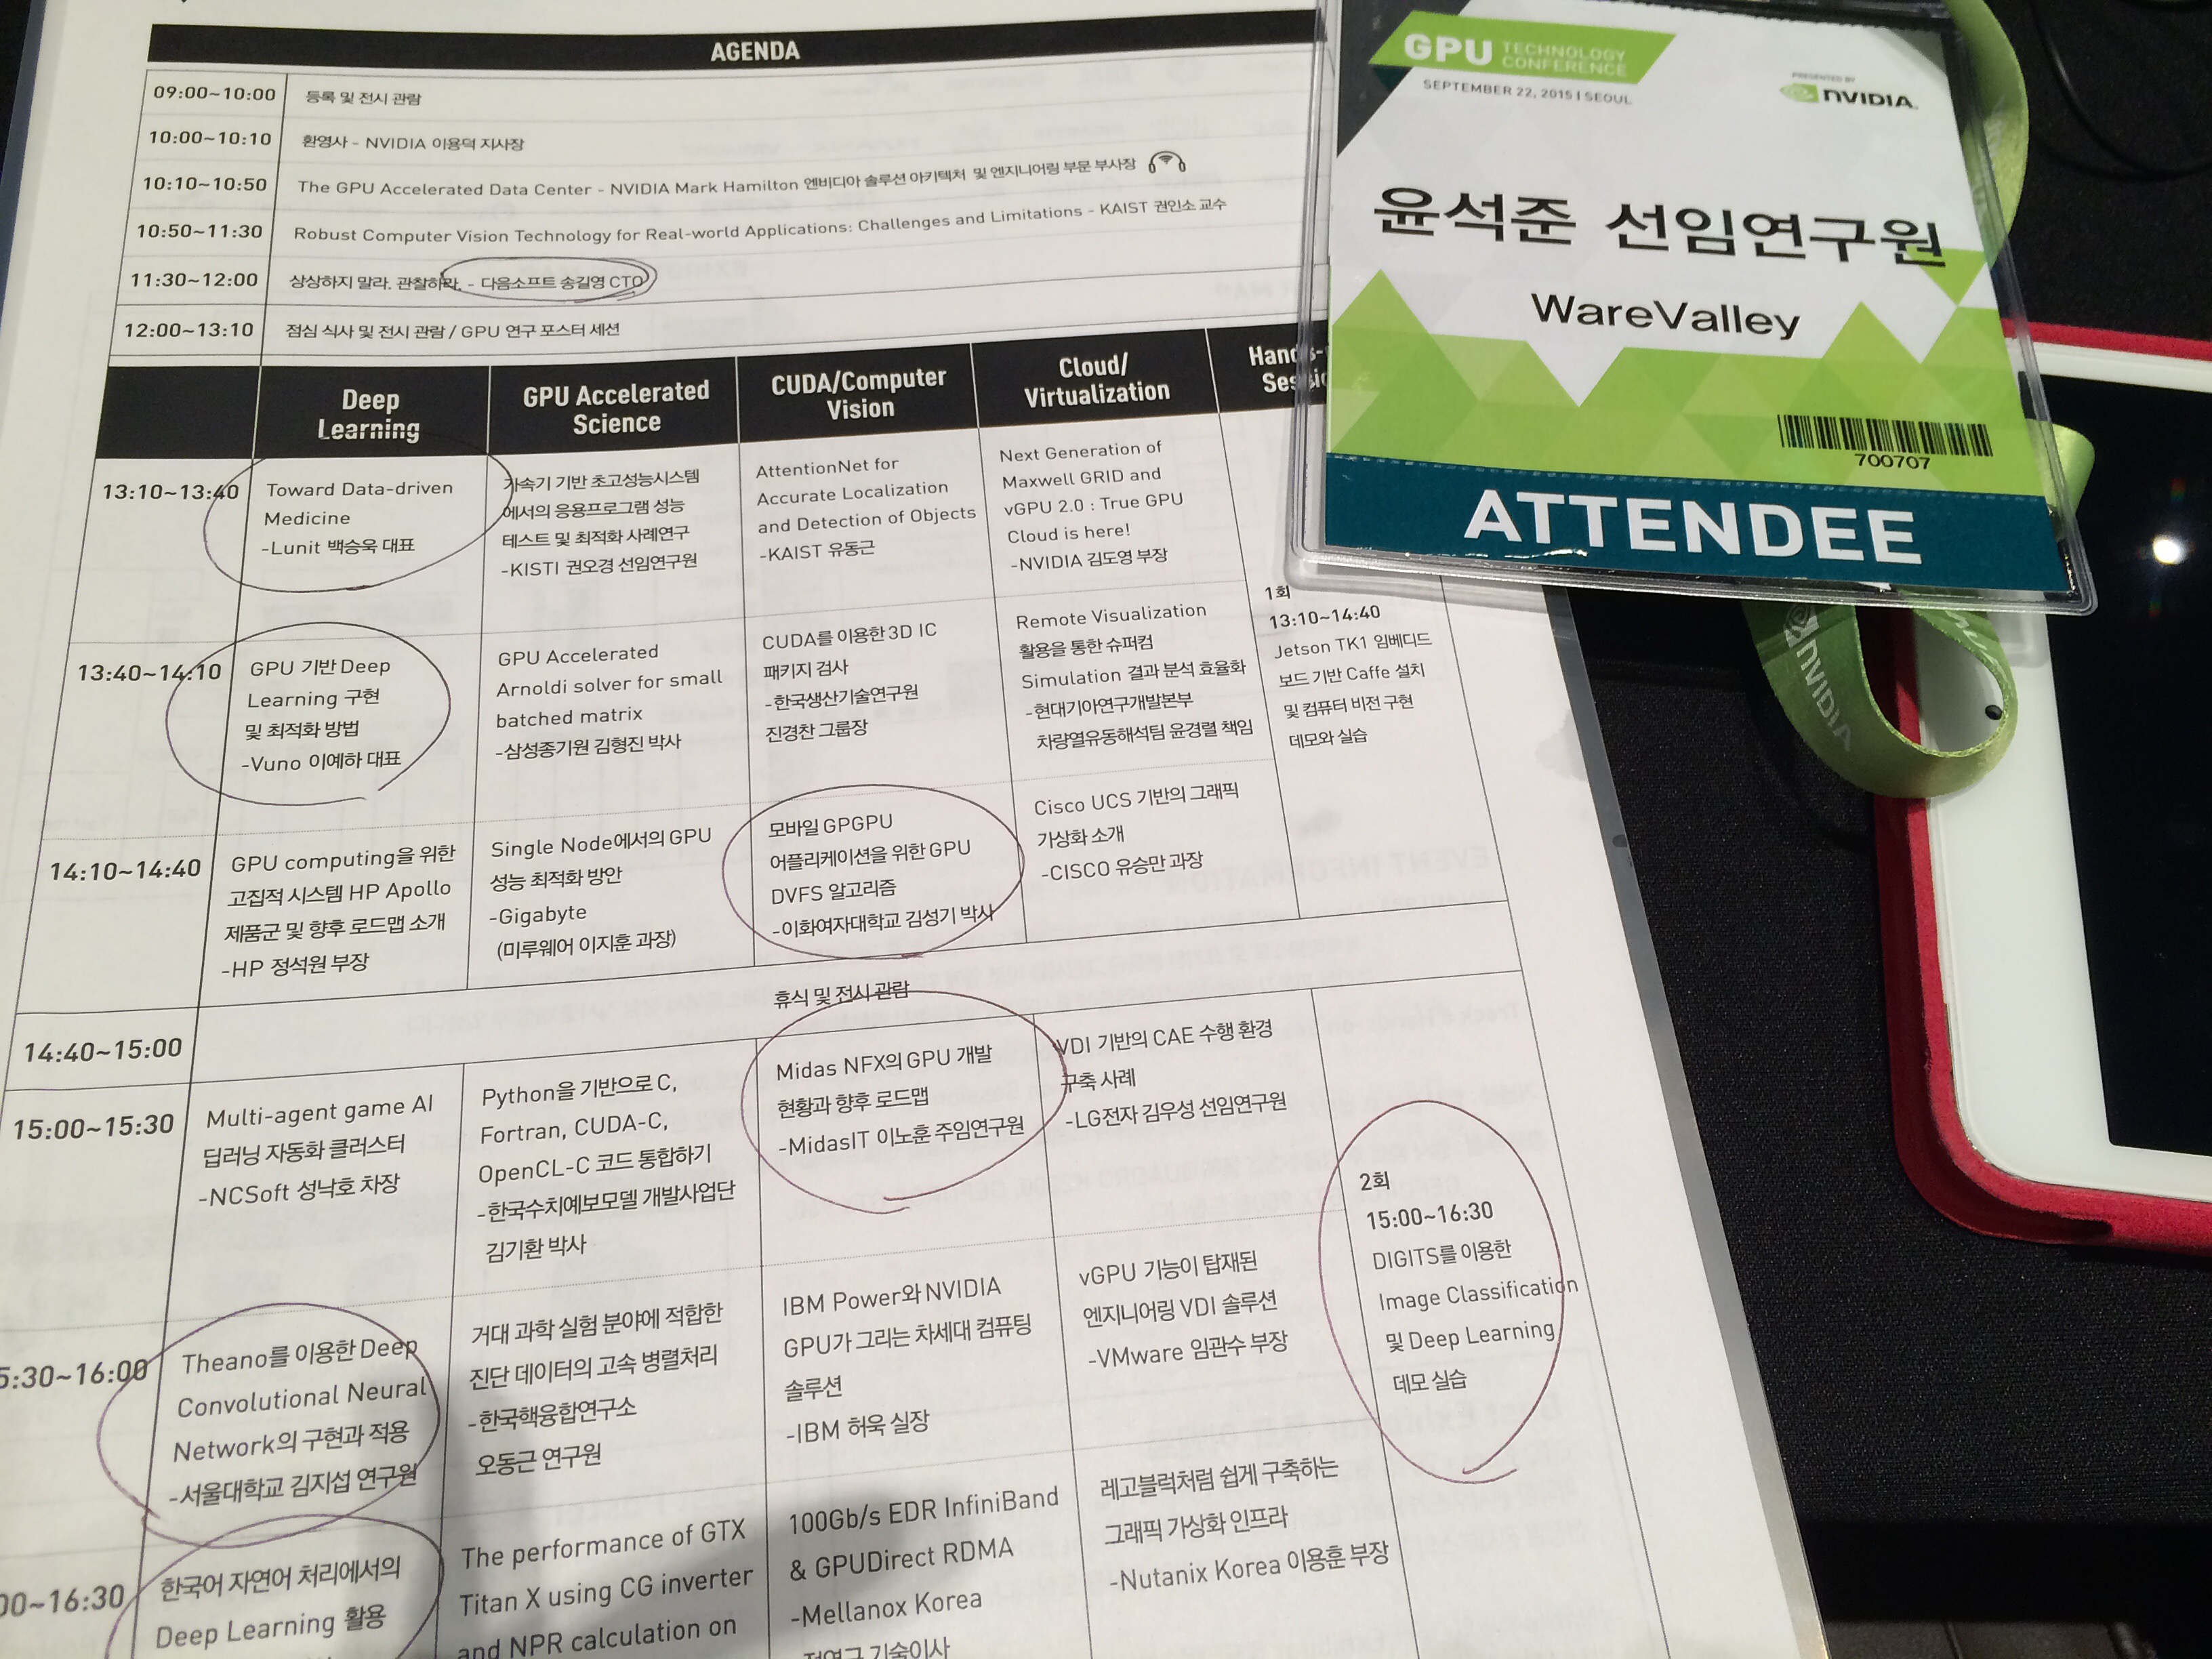 AGENDA
09:00~10:00 등록 및 전시 관람
10:00~10:10 환영사 - NVIDIA 이용덕 지사장
10:10~10:50 The GPU Accelerated Data Center - NVIDIA Mark Hamilton 엔비디아 솔루션 아키텍처 및 엔지니어링 부문 부사장
10:50~11:30 Robust Computer Vision Technology for Real-world Applications: Challenges and Limitations - KAIST 권인소 교수
11:30~12:00 상상하지 말라. 관찰하라. - 다음소프트 송길영 CTO
12:00~13:10 점심 식사 및 전시 관람 / GPU 연구 포스터 세션
Deep
Learning
GPU Accelerated
Science
CUDA/Computer
Vision
Cloud/
Virtualization
13:10~13:40
Toward Data-driven
Medicine
-Lunit 백승욱 대표
가속기 기반 초고성능시스템
에서의 응용프로그램 성능
테스트 및 최적화 사례연구
-KISTI 권오경 선임연구원
AttentionNet for
Accurate Localization
and Detection of Objects
-KAIST 유동근
Next Generation of
Maxwell GRID and
vGPU 2.0 : True GPU
Cloud is here!
-NVIDIA 김도영 부장
1회
13:10~14:40
Jetson TK1 임베디드
보드 기반 Caffe 설치
및 컴퓨터 비전 구현
데모와 실습
13:40~14:10
GPU 기반 Deep
Learning 구현
및 최적화 방법
-Vuno 이예하 대표
GPU Accelerated
Arnoldi solver for small
batched matrix
-삼성종기원 김형진 박사
CUDA를 이용한 3D IC
패키지 검사
-한국생산기술연구원
진경찬 그룹장
Remote Visualization
활용을 통한 슈퍼컴
Simulation 결과 분석 효율화
-현대기아연구개발본부
차량열유동해석팀 윤경렬 책임
14:10~14:40
GPU computing을 위한
고집적 시스템 HP Apollo
제품군 및 향후 로드맵 소개
-HP 정석원 부장
Single Node에서의 GPU
성능 최적화 방안
-Gigabyte
(미루웨어 이지훈 과장)
모바일 GPGPU
어플리케이션을 위한 GPU
DVFS 알고리즘
-이화여자대학교 김성기 박사
Cisco UCS 기반의 그래픽
가상화 소개
-CISCO 유승만 과장
14:40~15:00 휴식 및 전시 관람
15:00~15:30
Multi-agent game AI
딥러닝 자동화 클러스터
-NCSoft 성낙호 차장
Python을 기반으로 C,
Fortran, CUDA-C,
OpenCL-C 코드 통합하기
-한국수치예보모델 개발사업단
김기환 박사
Midas NFX의 GPU 개발
현황과 향후 로드맵
-MidasIT 이노훈 주임연구원
VDI 기반의 CAE 수행 환경
구축 사례
-LG전자 김우성 선임연구원
2회
15:00~16:30
DIGITS를 이용한
Image Classification
및 Deep Learning
데모 실습
5:30~16:00
Theano를 이용한 Deep
Convolutional Neural
Network의 구현과 적용
-서울대학교 김지섭 연구원
거대 과학 실험 분야에 적합한
진단 데이터의 고속 병렬처리
-한국핵융합연구소
오동근 연구원
IBM Power와 NVIDIA
GPU가 그리는 차세대 컴퓨팅
솔루션
-IBM 허욱 실장
vGPU 기능이 탑재된
엔지니어링 VDI 솔루션
-VMware 임관수 부장
00~16:30
한국어 자연어 처리에서의
Deep Learning 활용
The performance of GTX
Titan X using CG inverter
and NPR calculation on
100Gb/s EDR InfiniBand
& GPUDirect RDMA
-Mellanox Korea
기술이사
레고블럭처럼 쉽게 구축하는
그래픽 가상화 인프라
-Nutanix Korea 이용훈 부장
GPU TECHNOLOGY
CONFERENCE
SEPTEMBER 22, 2015 | SEOUL
PRESENTED BY
NVIDIA
윤석준 선임연구원
WareValley
700707
ATTENDEE
NVIDIA